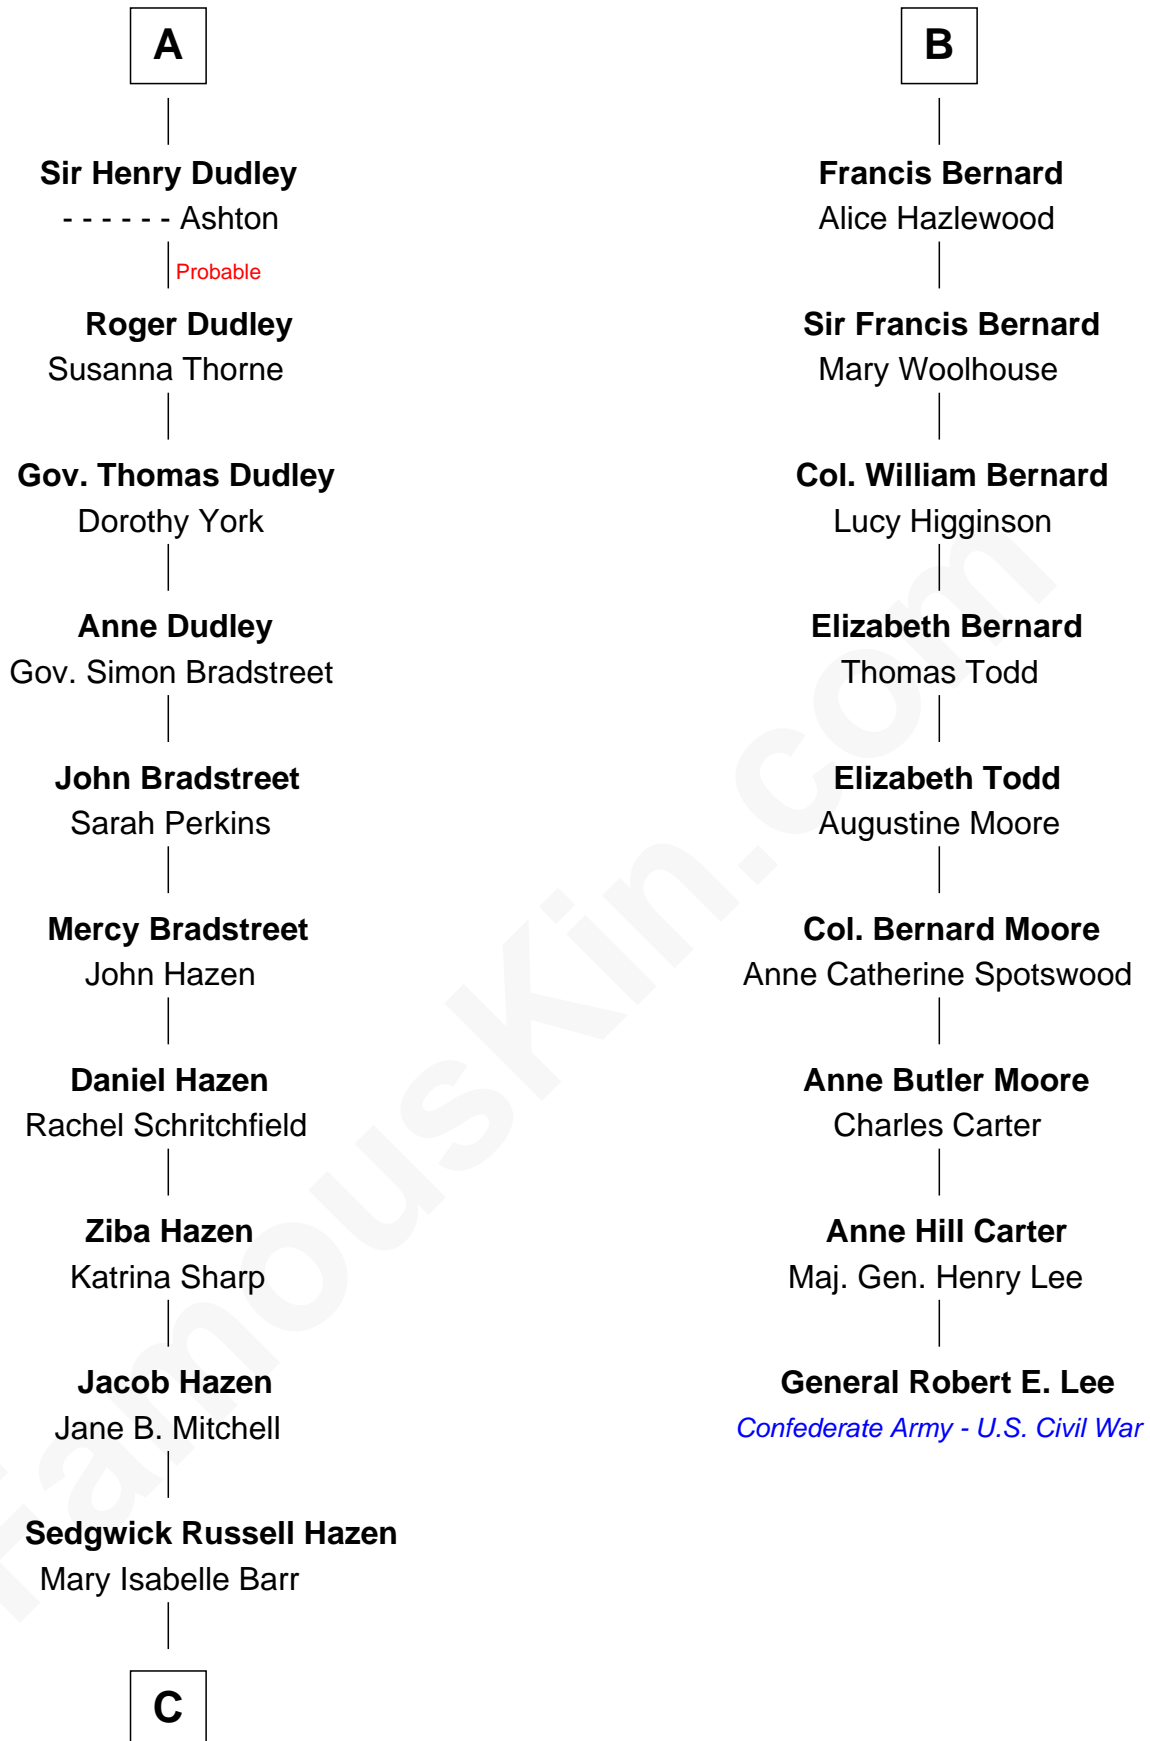 A
Sir Henry Dudley
- - - - - - Ashton
Probable
Roger Dudley
Susanna Thorne
Gov. Thomas Dudley
Dorothy York
Anne Dudley
Gov. Simon Bradstreet
John Bradstreet
Sarah Perkins
Mercy Bradstreet
John Hazen
Daniel Hazen
Rachel Schritchfield
Ziba Hazen
Katrina Sharp
Jacob Hazen
Jane B. Mitchell
Sedgwick Russell Hazen
Mary Isabelle Barr
C
B
Francis Bernard
Alice Hazlewood
Sir Francis Bernard
Mary Woolhouse
Col. William Bernard
Lucy Higginson
Elizabeth Bernard
Thomas Todd
Elizabeth Todd
Augustine Moore
Col. Bernard Moore
Anne Catherine Spotswood
Anne Butler Moore
Charles Carter
Anne Hill Carter
Maj. Gen. Henry Lee
General Robert E. Lee
Confederate Army - U.S. Civil War
FamousKin.com